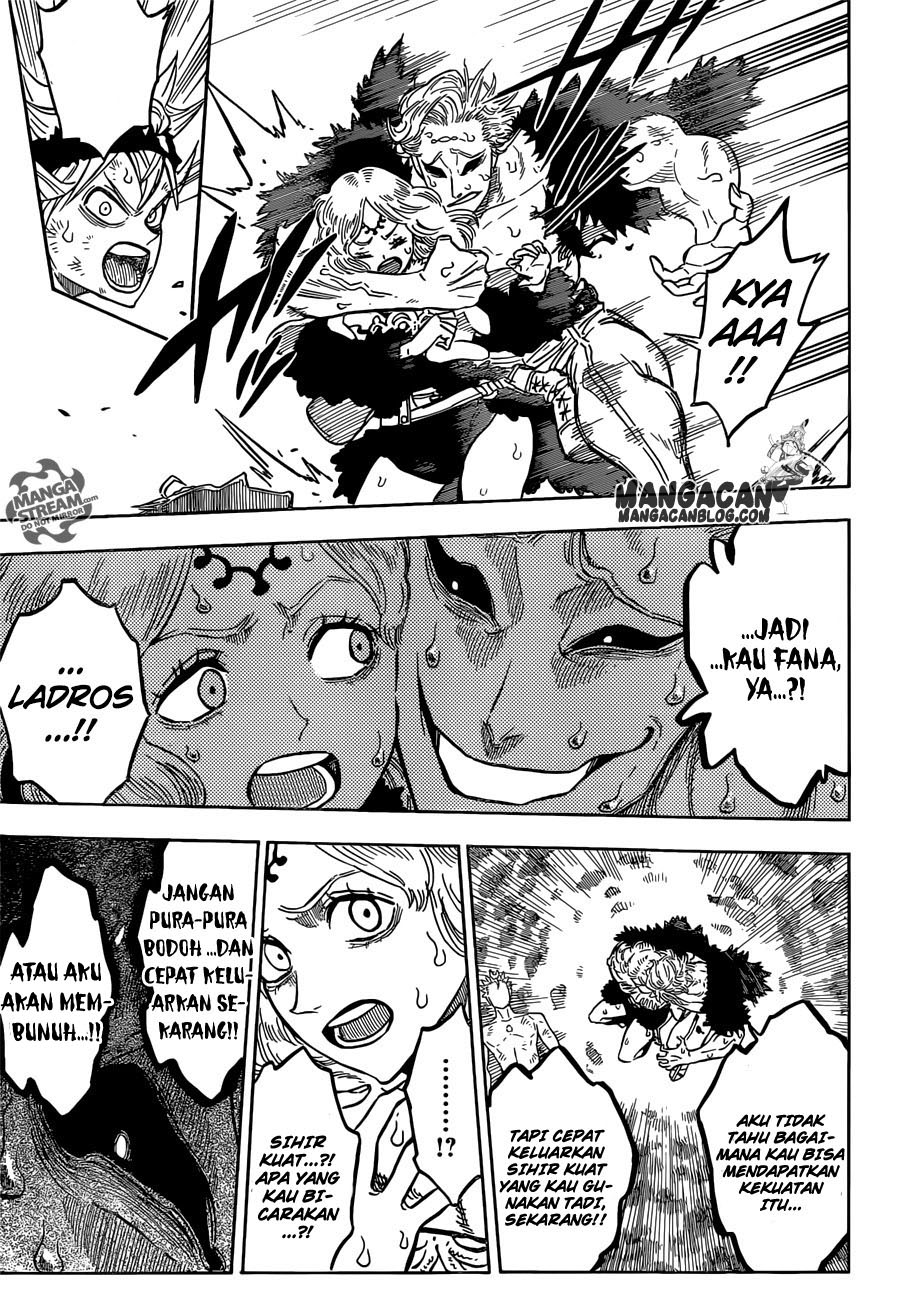 KYA
AAA
!!
MANGA
STREAM.com
DO NOT MIRROR
MANGACAN
MANGACANBLOG.COM
...JADI
...KAU FANA,
YA...?!
...
LADROS
...!!
AKU TIDAK
TAHU BAGAI-
MANA KAU BISA
MENDAPATKAN
KEKUATAN
ITU...
TAPI CEPAT
KELUARKAN
SIHIR KUAT
YANG KAU GU-
NAKAN TADI,
SEKARANG!!
.........!?
SIHIR
KUAT...?!
APA YANG
KAU BI-
CARAKAN
...?!
JANGAN
PURA-PURA
BODOH ...DAN
CEPAT KELU-
ARKAN SE-
KARANG!!
ATAU AKU
AKAN MEM-
BUNUH...!!